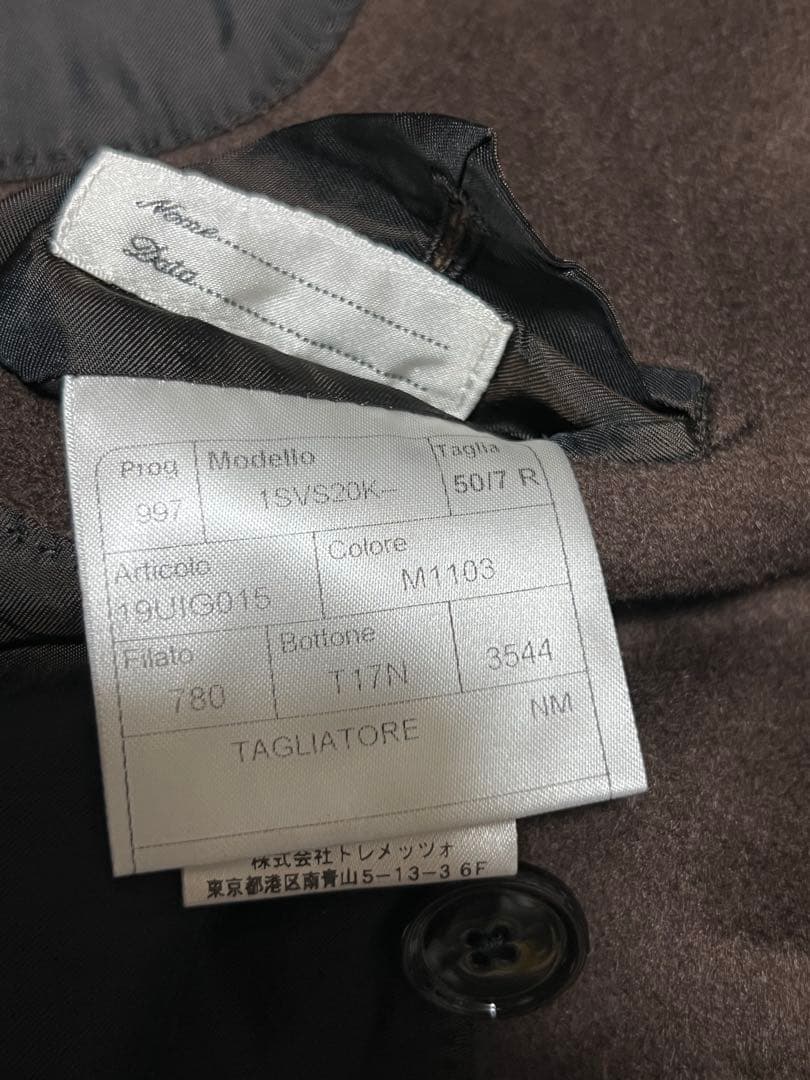 Nome
Data
Prog
Modello
Taglia
997
1SVS20K-
50/7 R
Articolo
Colore
19UIG015
M1103
Filato
Bottone
780
T17N
3544
TAGLIATORE
NM
株式会社トレメッツォ
東京都港区南青山5-13-3 6F